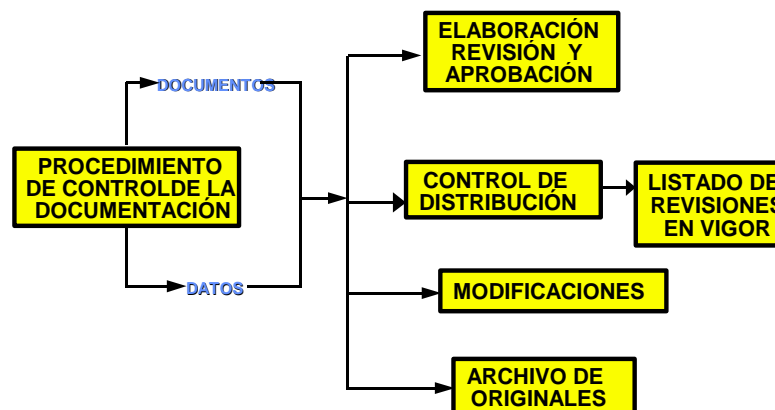 ELABORACIÓN
REVISIÓN Y
APROBACIÓN
DOCUMENTOS
PROCEDIMIENTO
DE CONTROLDE LA
DOCUMENTACIÓN
CONTROL DE
DISTRIBUCIÓN
LISTADO DE
REVISIONES
EN VIGOR
DATOS
MODIFICACIONES
ARCHIVO DE
ORIGINALES